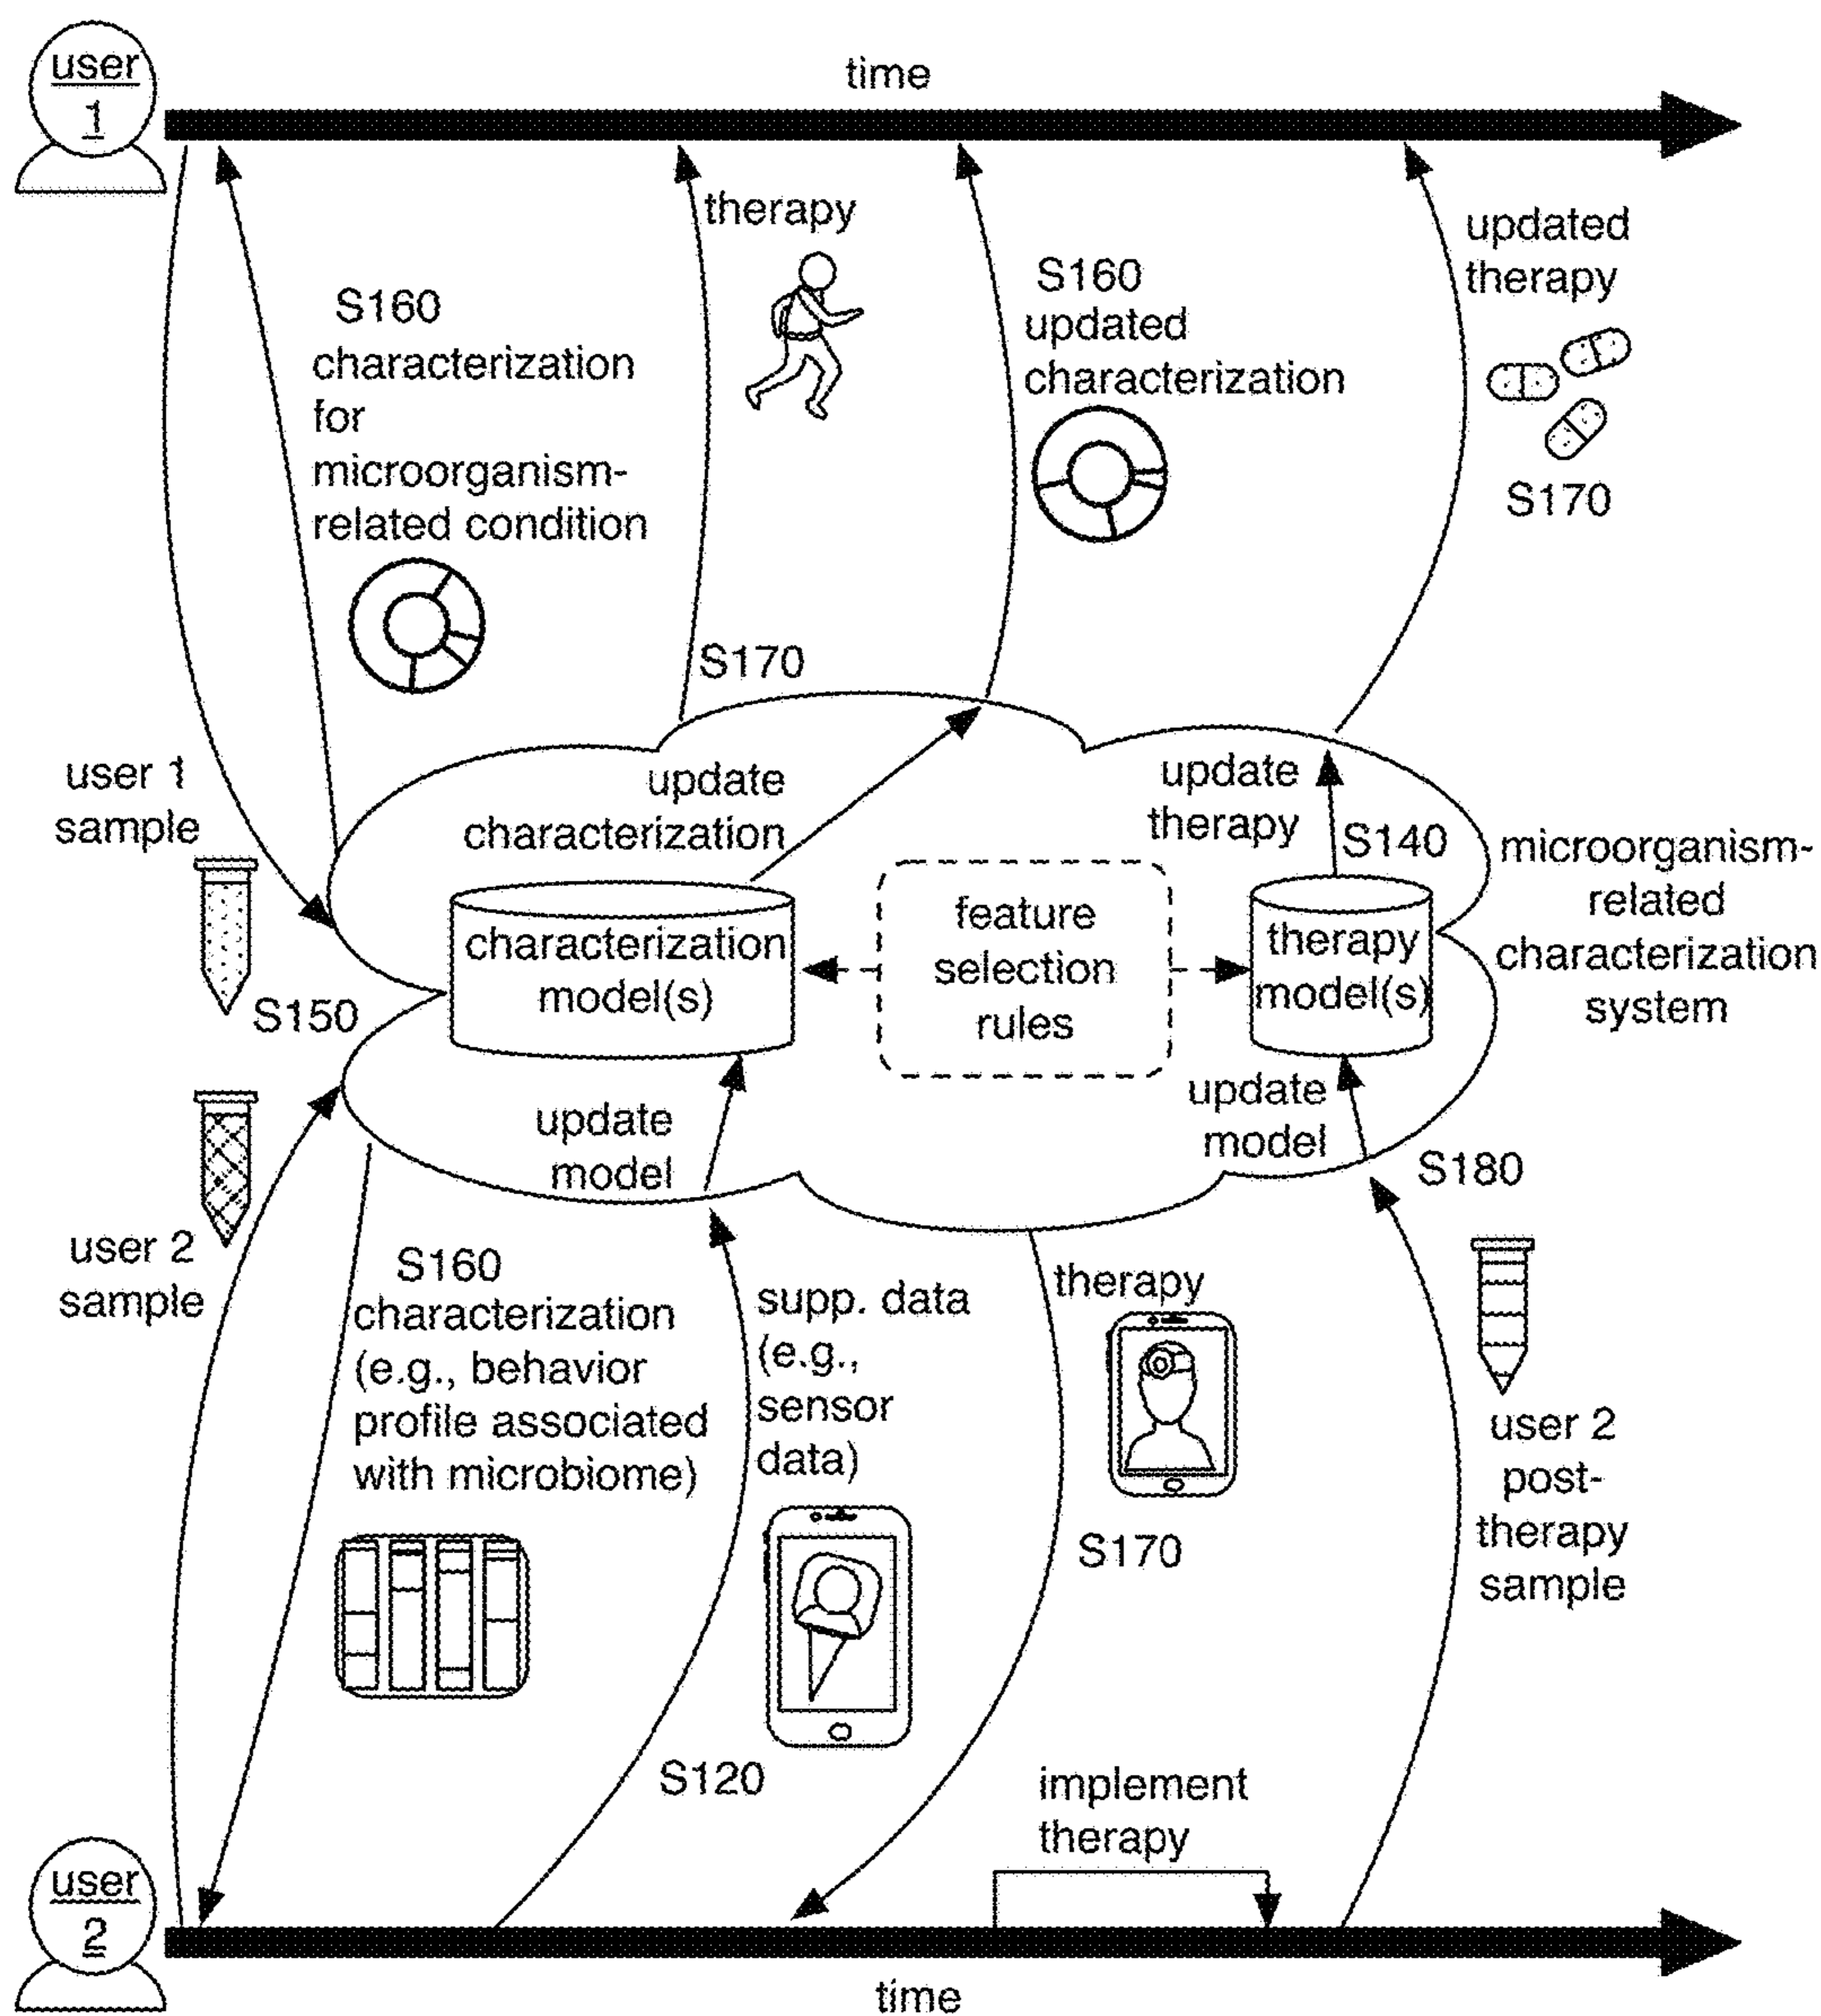 user
1
time
therapy
updated
therapy
S160
characterization
for
microorganism-
related condition
S160
updated
characterization
S170
S170
user 1
sample
update
characterization
update
therapy
S140
microorganism-
related
characterization
system
characterization
model(s)
feature
selection
rules
therapy
model(s)
S150
update
model
update
model
S180
user 2
sample
S160
characterization
(e.g., behavior
profile associated
with microbiome)
supp. data
(e.g.,
sensor
data)
therapy
S170
user 2
post-
therapy
sample
S120
implement
therapy
user
2
time